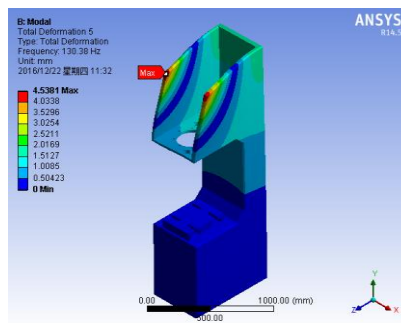 B: Modal
Total Deformation 5
Type: Total Deformation
Frequency: 130.38 Hz
Unit: mm
2016/12/22 星期四 11:32
4.5381 Max
4.0338
3.5296
3.0254
2.5211
2.0169
1.5127
1.0085
0.50423
0 Min
ANSYS
R14.5
Max
0.00
1000.00 (mm)
500.00
Y
Z
X